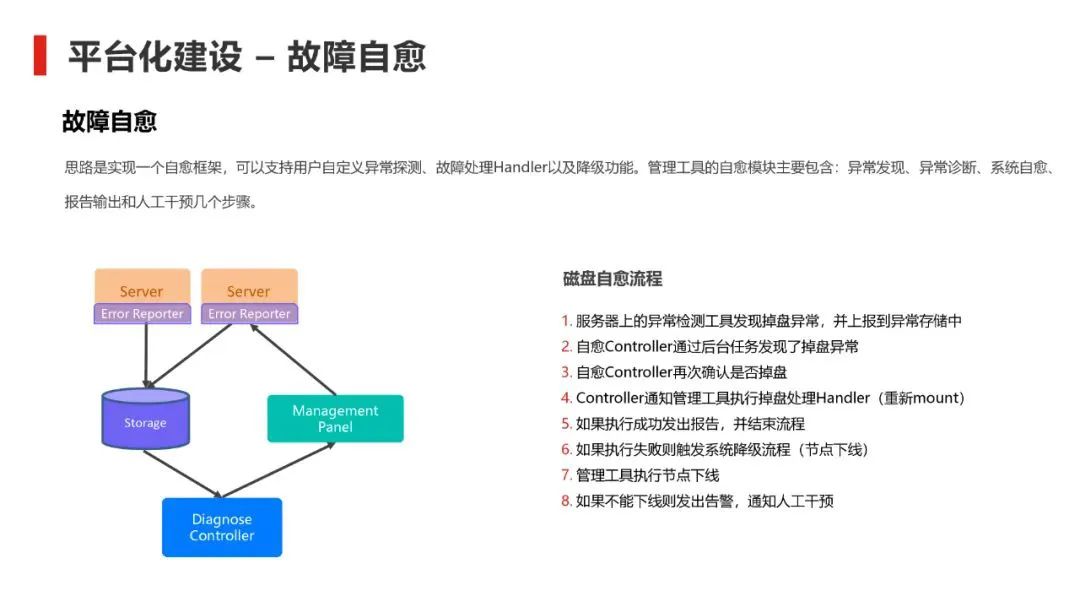 平台化建设 – 故障自愈
故障自愈
思路是实现一个自愈框架，可以支持用户自定义异常探测、故障处理Handler以及降级功能。管理工具的自愈模块主要包含：异常发现、异常诊断、系统自愈、
报告输出和人工干预几个步骤。
Server
Error Reporter
Server
Error Reporter
Storage
Management
Panel
Diagnose
Controller
磁盘自愈流程
1. 服务器上的异常检测工具发现掉盘异常，并上报到异常存储中
2. 自愈Controller通过后台任务发现了掉盘异常
3. 自愈Controller再次确认是否掉盘
4. Controller通知管理工具执行掉盘处理Handler（重新mount）
5. 如果执行成功发出报告，并结束流程
6. 如果执行失败则触发系统降级流程（节点下线）
7. 管理工具执行节点下线
8. 如果不能下线则发出告警，通知人工干预